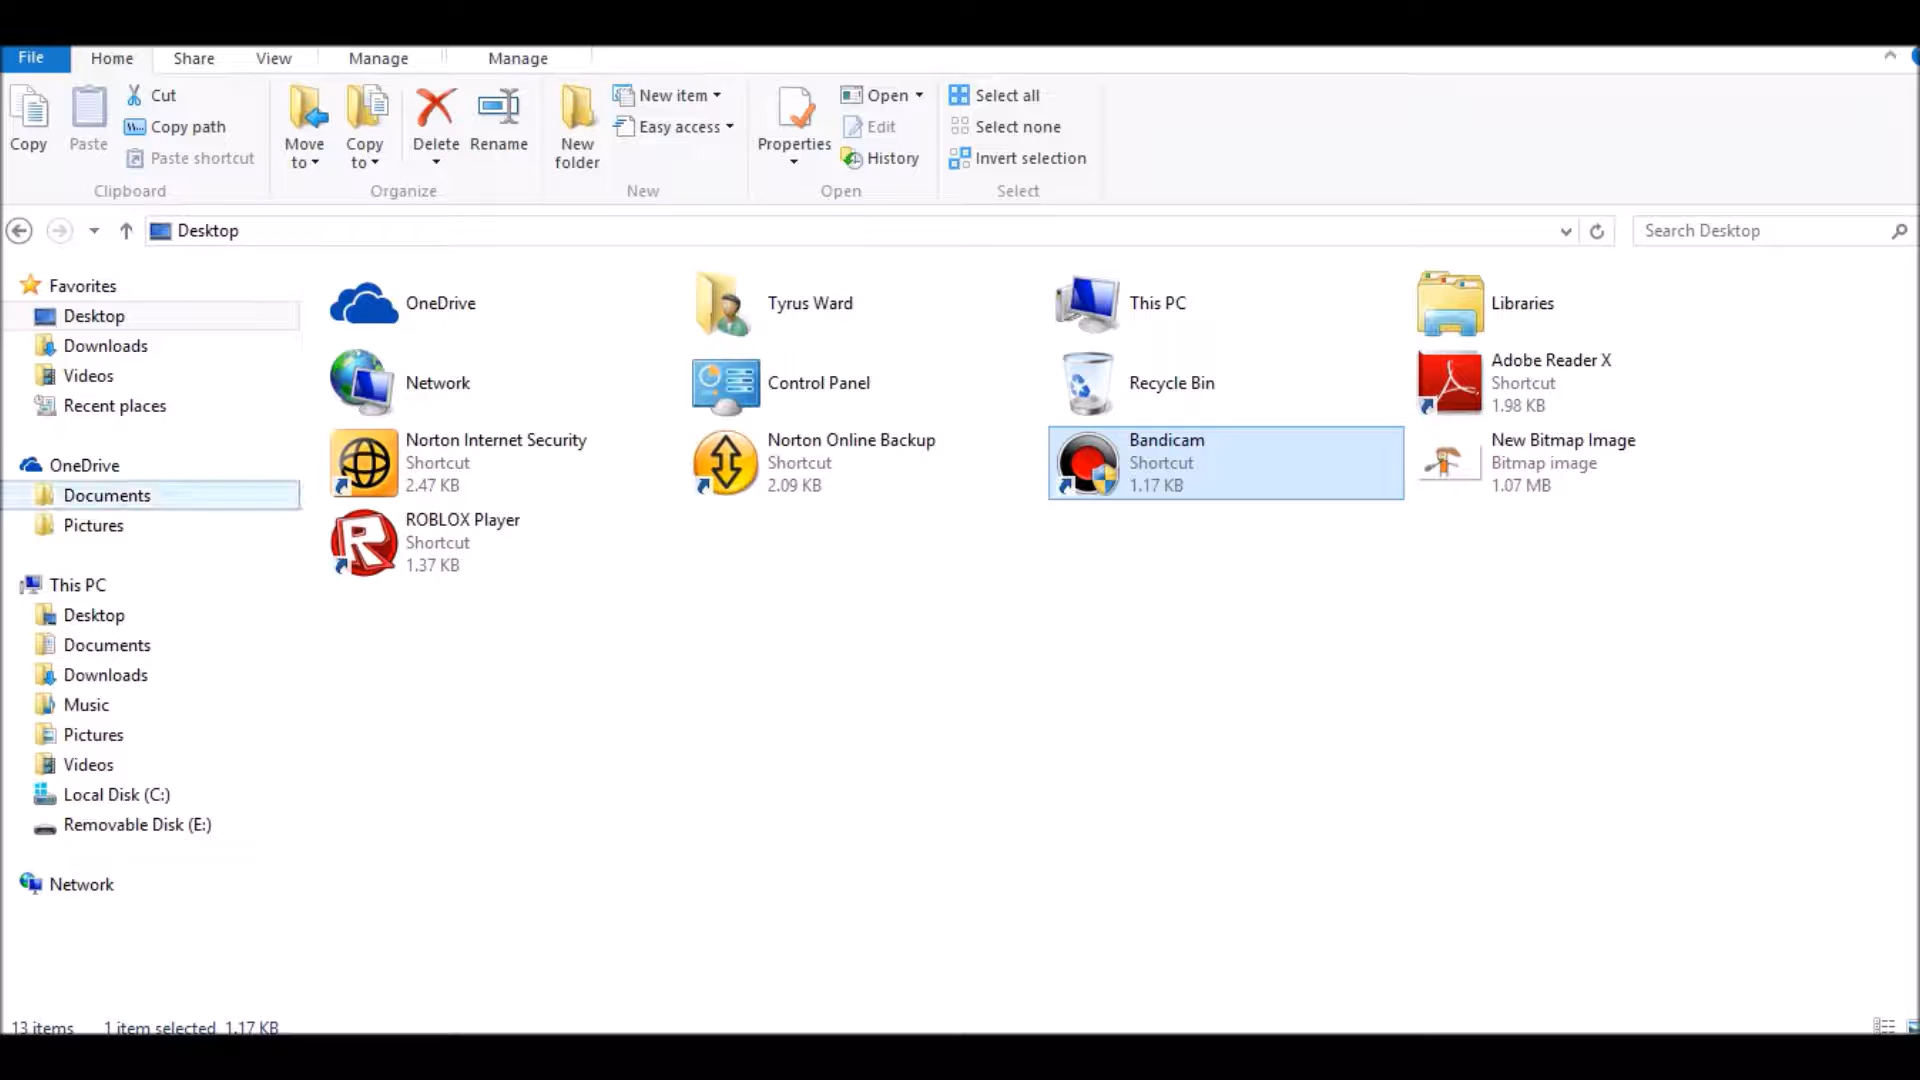 File Home Share View Manage Manage
Copy Paste Cut
Copy path
Paste shortcut
Clipboard
Move to Copy to Delete Rename
Organize
New folder New item
Easy access
New
Properties Open
Edit
History
Open
Select all
Select none
Invert selection
Select
Desktop
Search Desktop
Favorites
Desktop
Downloads
Videos
Recent places
OneDrive
Documents
Pictures
This PC
Desktop
Documents
Downloads
Music
Pictures
Videos
Local Disk (C:)
Removable Disk (E:)
Network
OneDrive
Tyrus Ward
This PC
Libraries
Network
Control Panel
Recycle Bin
Adobe Reader X
Shortcut
1.98 KB
Norton Internet Security
Shortcut
2.47 KB
Norton Online Backup
Shortcut
2.09 KB
Bandicam
Shortcut
1.17 KB
New Bitmap Image
Bitmap image
1.07 MB
ROBLOX Player
Shortcut
1.37 KB
13 items 1 item selected 1.17 KB